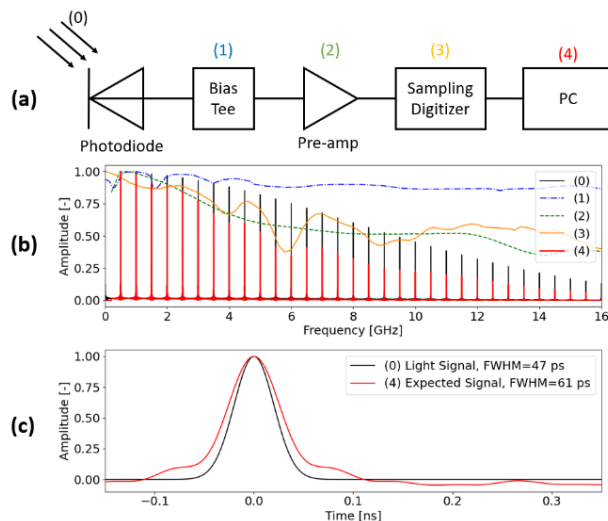 (0)
(1)
(2)
(3)
(4)
(a)
Bias
Tee
Sampling
Digitizer
PC
Photodiode
Pre-amp
(b)
Amplitude [-]
1.00
0.75
0.50
0.25
0.00
(0)
(1)
(2)
(3)
(4)
0
2
4
6
8
10
12
14
16
Frequency [GHz]
(c)
Amplitude [-]
1.00
0.75
0.50
0.25
0.00
(0) Light Signal, FWHM=47 ps
(4) Expected Signal, FWHM=61 ps
−0.1
0.0
0.1
0.2
0.3
Time [ns]